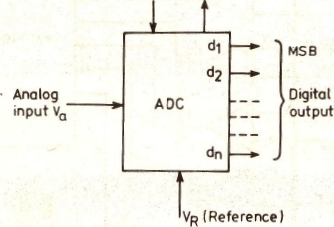 d1
MSB
d2
Analog
input Va
ADC
Digital
output
dn
VR (Reference)